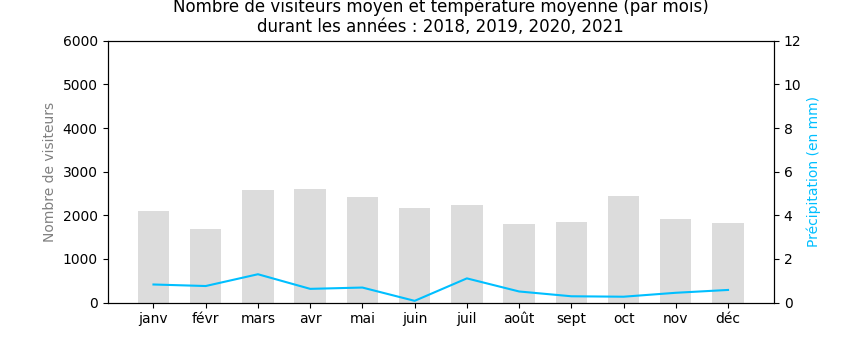 Nombre de visiteurs moyen et température moyenne (par mois)
durant les années : 2018, 2019, 2020, 2021
6000
5000
4000
3000
2000
1000
0
Nombre de visiteurs
12
10
8
6
4
2
0
Précipitation (en mm)
janv févr mars avr mai juin juil août sept oct nov déc